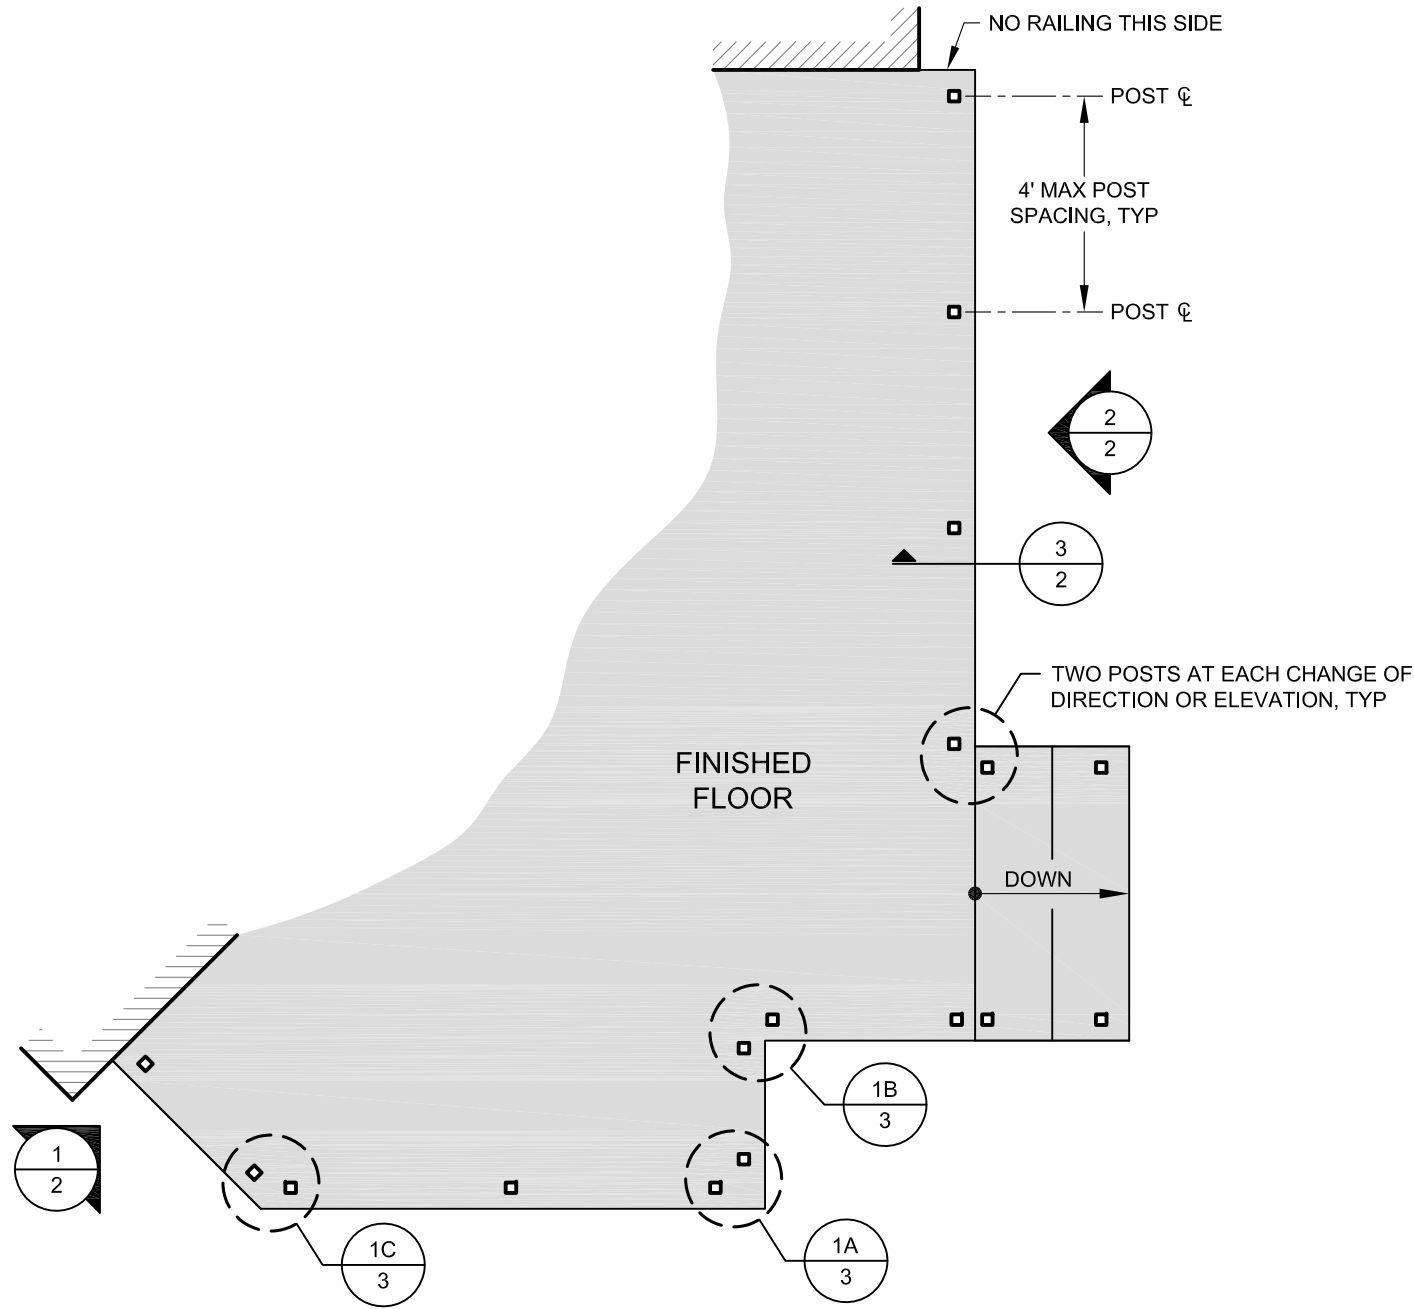 NO RAILING THIS SIDE
POST ℄
4' MAX POST
SPACING, TYP
POST ℄
2
2
3
2
TWO POSTS AT EACH CHANGE OF
DIRECTION OR ELEVATION, TYP
FINISHED
FLOOR
DOWN
1B
3
1
2
1C
3
1A
3